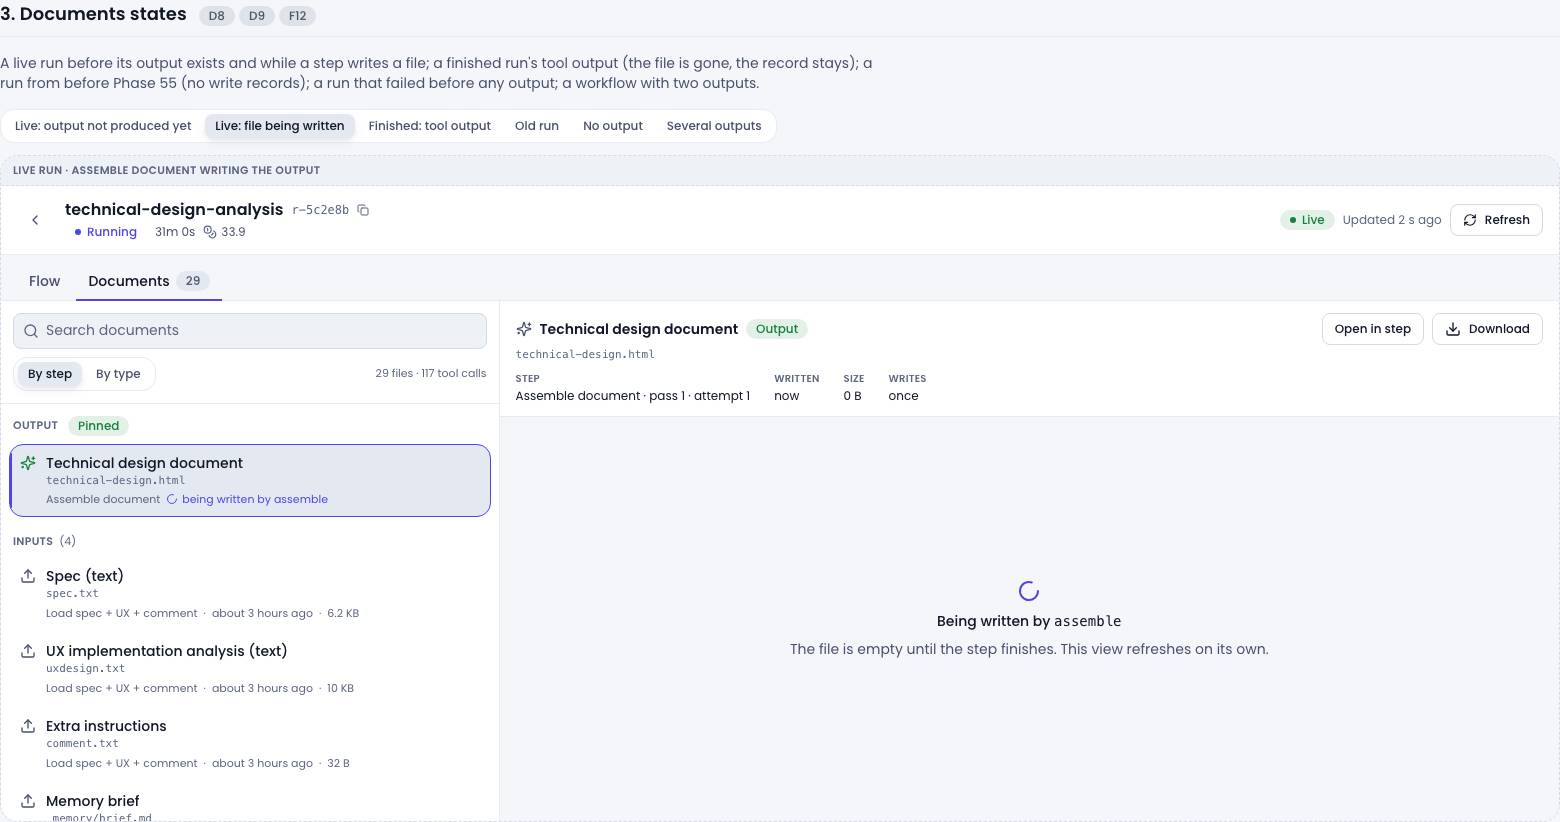 3. Documents states D8 D9 F12
A live run before its output exists and while a step writes a file; a finished run's tool output (the file is gone, the record stays); a
run from before Phase 55 (no write records); a run that failed before any output; a workflow with two outputs.
Live: output not produced yet Live: file being written Finished: tool output Old run No output Several outputs
LIVE RUN · ASSEMBLE DOCUMENT WRITING THE OUTPUT
technical-design-analysis r-5c2e8b
Running 31m 0s 33.9
Live Updated 2 s ago Refresh
Flow Documents 29
Search documents
By step By type 29 files · 117 tool calls
OUTPUT Pinned
Technical design document
technical-design.html
Assemble document being written by assemble
INPUTS (4)
Spec (text)
spec.txt
Load spec + UX + comment · about 3 hours ago · 6.2 KB
UX implementation analysis (text)
uxdesign.txt
Load spec + UX + comment · about 3 hours ago · 10 KB
Extra instructions
comment.txt
Load spec + UX + comment · about 3 hours ago · 32 B
Memory brief
_memory/brief.md
Technical design document Output
Open in step Download
technical-design.html
STEP WRITTEN SIZE WRITES
Assemble document · pass 1 · attempt 1 now 0 B once
Being written by assemble
The file is empty until the step finishes. This view refreshes on its own.